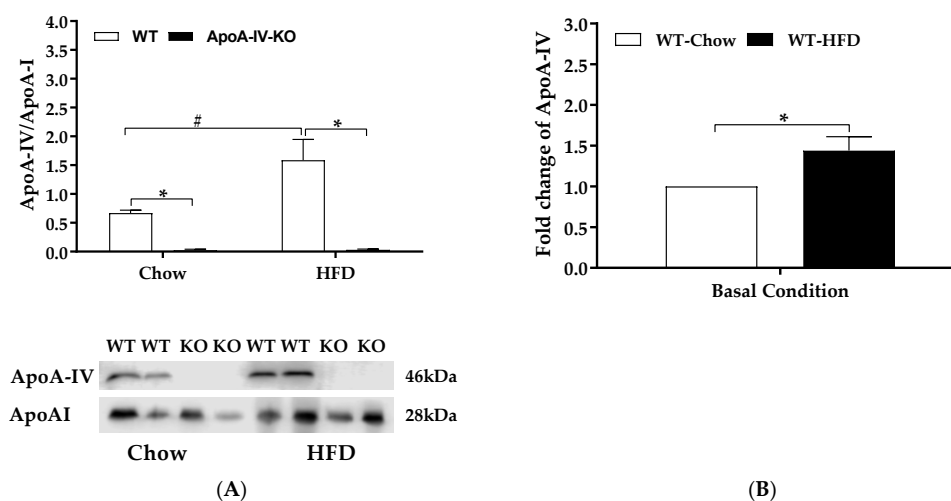 WT ApoA-IV-KO
4.0
3.5
3.0
2.5
2.0
1.5
1.0
0.5
0.0
ApoA-IV/ApoA-I
#
*
*
Chow HFD
WT WT KO KO WT WT KO KO
ApoA-IV 46kDa
ApoAI 28kDa
Chow HFD
(A)
WT-Chow WT-HFD
3.0
2.5
2.0
1.5
1.0
0.5
0.0
Fold change of ApoA-IV
*
Basal Condition
(B)